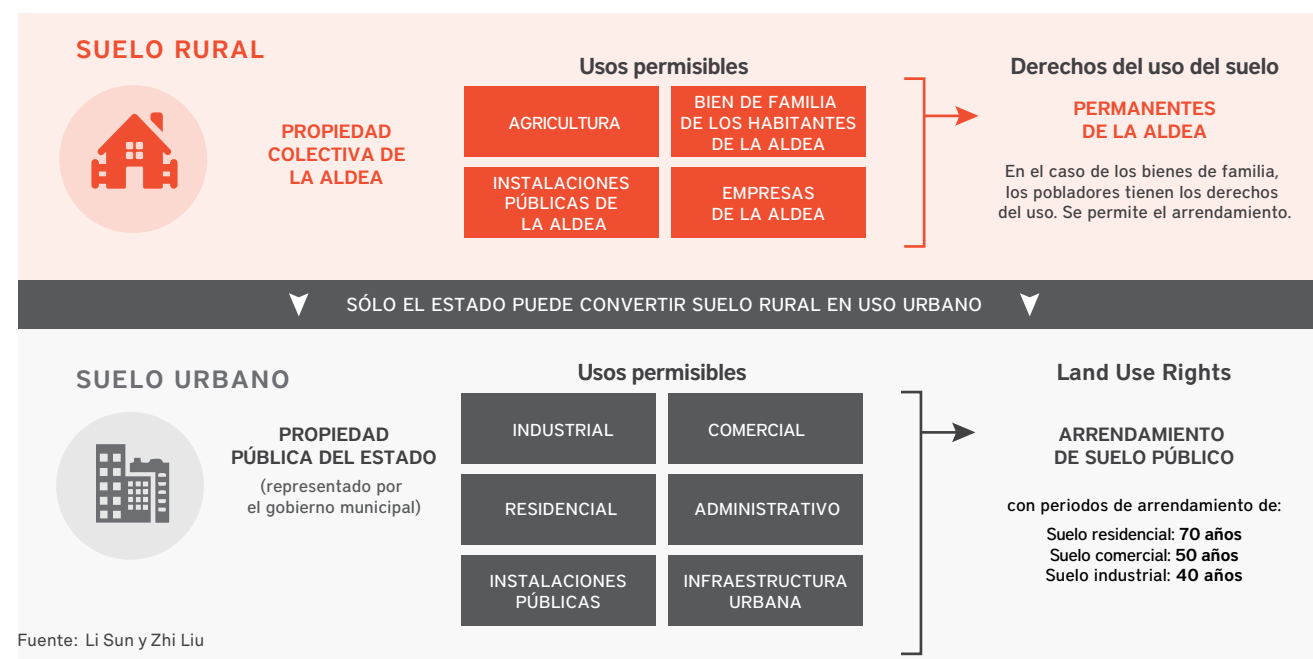 SUELO RURAL
PROPIEDAD
COLECTIVA DE
LA ALDEA
Usos permisibles
AGRICULTURA
BIEN DE FAMILIA
DE LOS HABITANTES
DE LA ALDEA
INSTALACIONES
PÚBLICAS DE
LA ALDEA
EMPRESAS
DE LA ALDEA
Derechos del uso del suelo
PERMANENTES
DE LA ALDEA
En el caso de los bienes de familia,
los pobladores tienen los derechos
del uso. Se permite el arrendamiento.
SÓLO EL ESTADO PUEDE CONVERTIR SUELO RURAL EN USO URBANO
SUELO URBANO
PROPIEDAD
PÚBLICA DEL ESTADO
(representado por
el gobierno municipal)
Usos permisibles
INDUSTRIAL
COMERCIAL
RESIDENCIAL
ADMINISTRATIVO
INSTALACIONES
PÚBLICAS
INFRAESTRUCTURA
URBANA
Land Use Rights
ARRENDAMIENTO
DE SUELO PÚBLICO
con periodos de arrendamiento de:
Suelo residencial: 70 años
Suelo comercial: 50 años
Suelo industrial: 40 años
Fuente: Li Sun y Zhi Liu